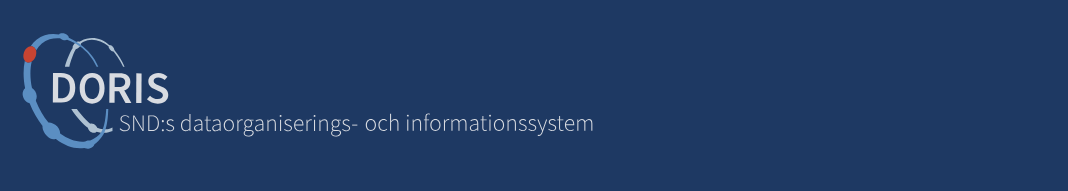 DORIS
SND:s dataorganiserings- och informationssystem